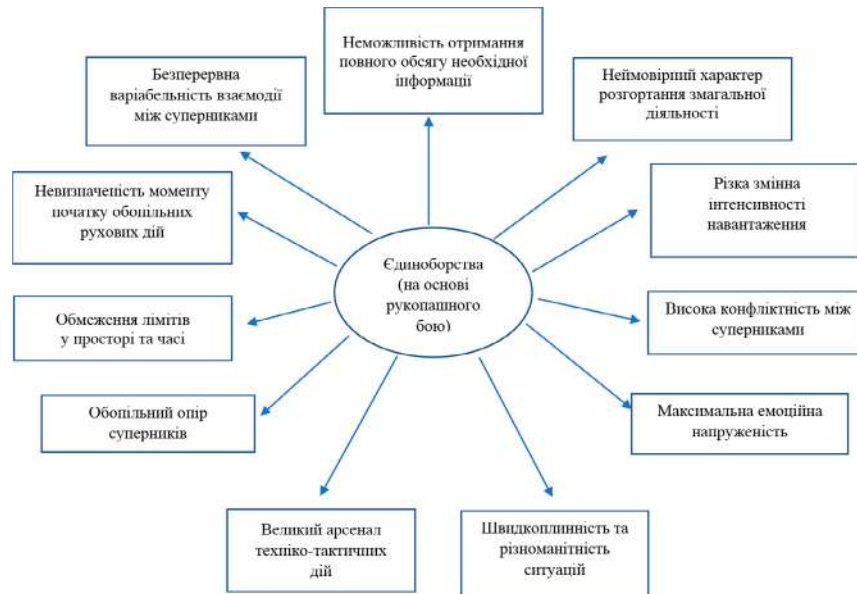 Неможливість отримання
повного обсягу необхідної
інформації
Безперервна
варіабельність взаємодії
між суперниками
Неймовірний характер
розгортання змагальної
діяльності
Невизначеність моменту
початку обопільних
рухових дій
Різка змінна
інтенсивності
навантаження
Єдиноборства
(на основі
рукопашного
бою)
Обмеження лімітів
у просторі та часі
Висока конфліктність між
суперниками
Обопільний опір
суперників
Максимальна емоційна
напруженість
Великий арсенал
техніко-тактичних
дій
Швидкоплинність та
різноманітність
ситуацій